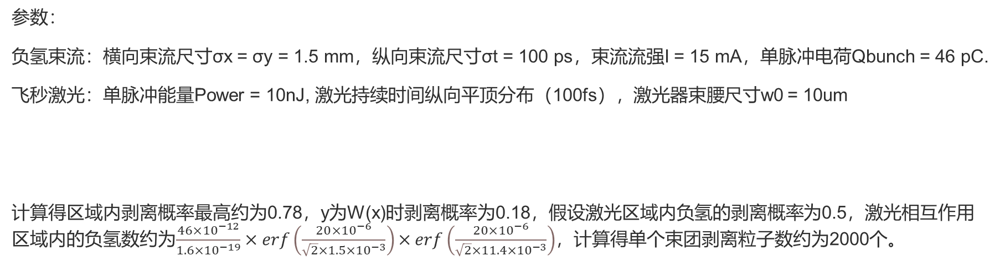 参数：
负氢束流：横向束流尺寸σx = σy = 1.5 mm，纵向束流尺寸σt = 100 ps，束流流强I = 15 mA，单脉冲电荷Qbunch = 46 pC.
飞秒激光：单脉冲能量Power = 10nJ, 激光持续时间纵向平顶分布（100fs），激光器束腰尺寸w0 = 10um
计算得区域内剥离概率最高约为0.78，y为W(x)时剥离概率为0.18，假设激光区域内负氢的剥离概率为0.5，激光相互作用
区域内的负氢数约为$\frac{46×10^{-12}}{1.6×10^{-19}} × erf\left(\frac{20×10^{-6}}{\sqrt{2}×1.5×10^{-3}}\right) × erf\left(\frac{20×10^{-6}}{\sqrt{2}×11.4×10^{-3}}\right)$，计算得单个束团剥离粒子数约为2000个。